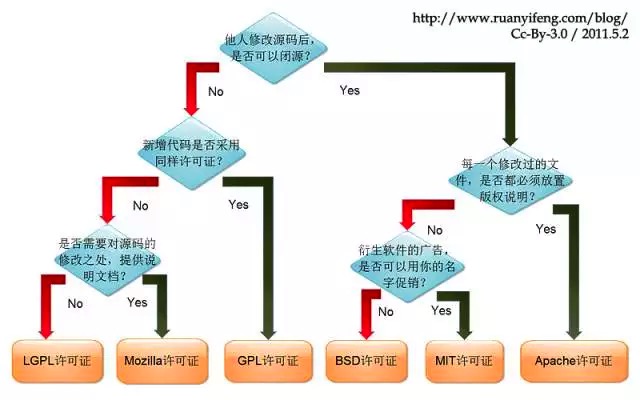 http://www.ruanyifeng.com/blog/
Cc-By-3.0 / 2011.5.2
他人修改源码后,
是否可以闭源？
No
Yes
新增代码是否采用
同样许可证？
每一个修改过的文
件，是否都必须放置
版权说明？
No
Yes
No
Yes
是否需要对源码的
修改之处，提供说
明文档？
衍生软件的广告，
是否可以用你的名
字促销？
No
Yes
No
Yes
LGPL许可证
Mozilla许可证
GPL许可证
BSD许可证
MIT许可证
Apache许可证